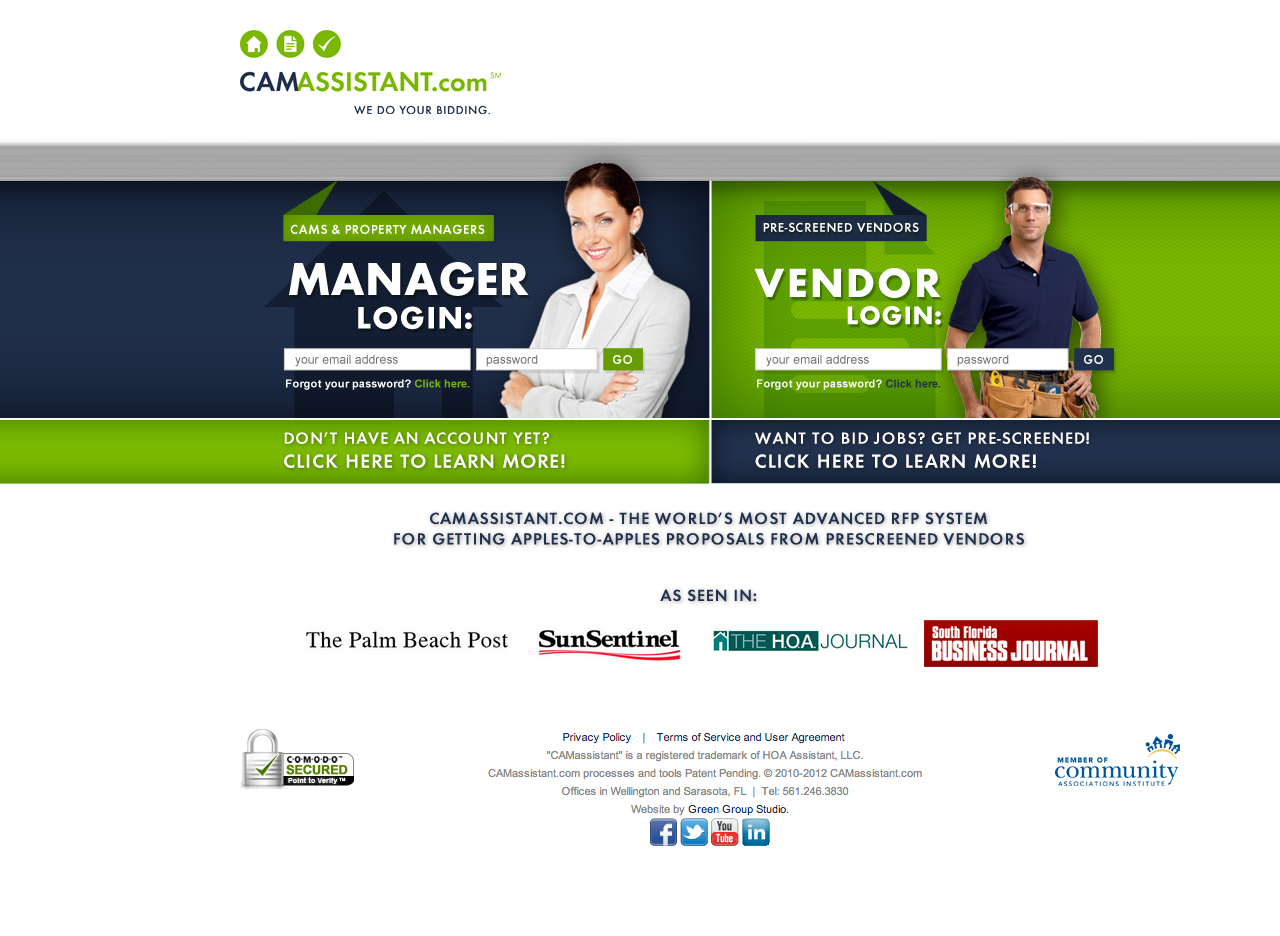 CAMASSISTANT.com SM
WE DO YOUR BIDDING.
CAMS & PROPERTY MANAGERS
MANAGER
LOGIN:
your email address
password
GO
Forgot your password? Click here.
PRE-SCREENED VENDORS
VENDOR
LOGIN:
your email address
password
GO
Forgot your password? Click here.
DON'T HAVE AN ACCOUNT YET?
CLICK HERE TO LEARN MORE!
WANT TO BID JOBS? GET PRE-SCREENED!
CLICK HERE TO LEARN MORE!
CAMASSISTANT.COM - THE WORLD'S MOST ADVANCED RFP SYSTEM
FOR GETTING APPLES-TO-APPLES PROPOSALS FROM PRESCREENED VENDORS
AS SEEN IN:
The Palm Beach Post
SunSentinel
THE H.O.A. JOURNAL
South Florida
BUSINESS JOURNAL
C·O·M·O·D·O™
SECURED
Point to Verify™
Privacy Policy | Terms of Service and User Agreement
"CAMassistant" is a registered trademark of HOA Assistant, LLC.
CAMassistant.com processes and tools Patent Pending. © 2010-2012 CAMassistant.com
Offices in Wellington and Sarasota, FL | Tel: 561.246.3830
Website by Green Group Studio.
f
You
Tube
in
MEMBER OF
community
ASSOCIATIONS INSTITUTE